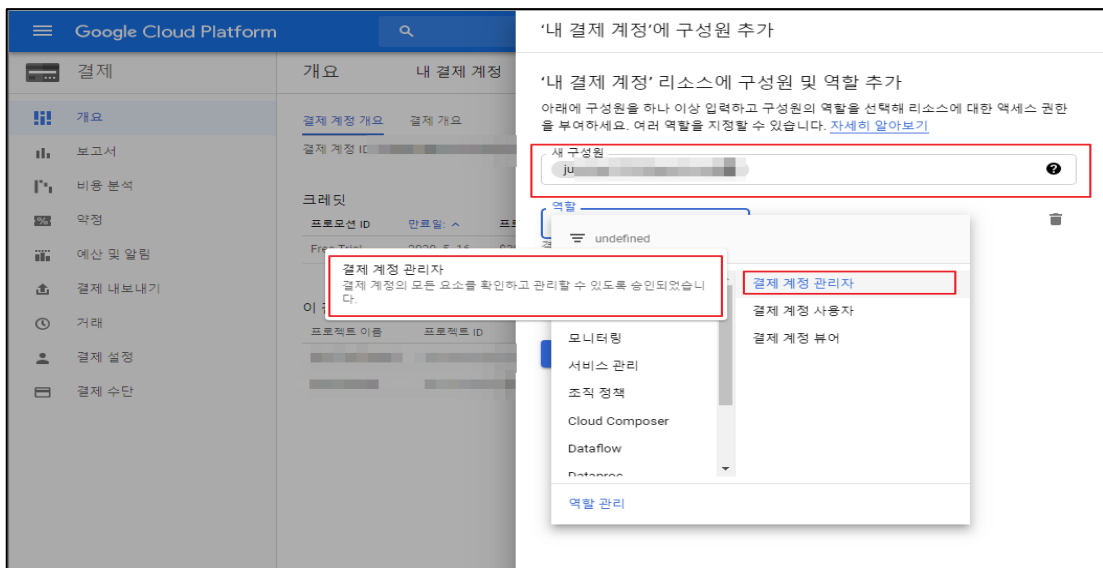 Google Cloud Platform
결제
개요
보고서
비용 분석
약정
예산 및 알림
결제 내보내기
거래
결제 설정
결제 수단
개요 내 결제 계정
결제 계정 개요 결제 개요
결제 계정 ID
크레딧
프로모션 ID 만료일:
Free Trial
프로젝트 이름 프로젝트 ID
결제 계정 관리자
결제 계정의 모든 요소를 확인하고 관리할 수 있도록 승인되었습니
다.
‘내 결제 계정’에 구성원 추가
‘내 결제 계정’ 리소스에 구성원 및 역할 추가
아래에 구성원을 하나 이상 입력하고 구성원의 역할을 선택해 리소스에 대한 액세스 권한
을 부여하세요. 여러 역할을 지정할 수 있습니다. 자세히 알아보기
새 구성원
ju
역할
undefined
모니터링
서비스 관리
조직 정책
Cloud Composer
Dataflow
Dataproc
결제 계정 관리자
결제 계정 사용자
결제 계정 뷰어
역할 관리